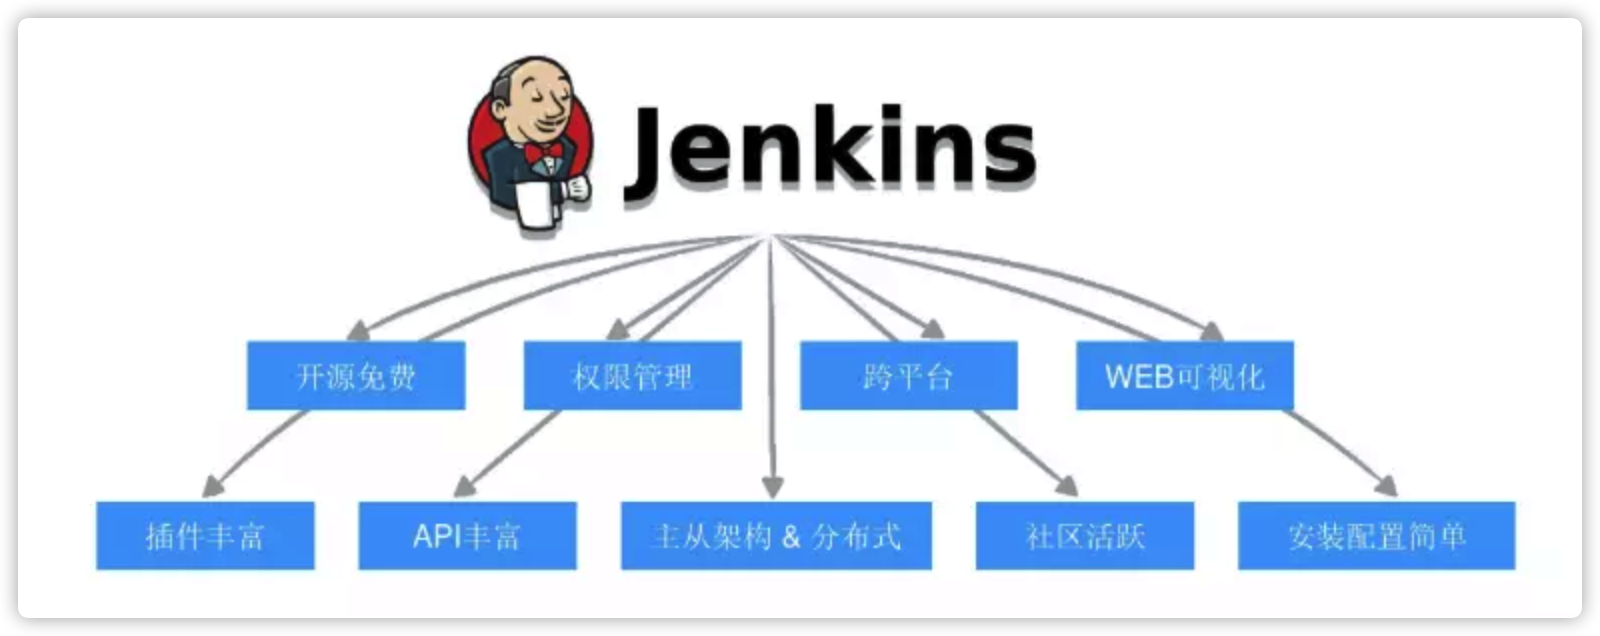 Jenkins
开源免费
权限管理
跨平台
WEB可视化
插件丰富
API丰富
主从架构 & 分布式
社区活跃
安装配置简单